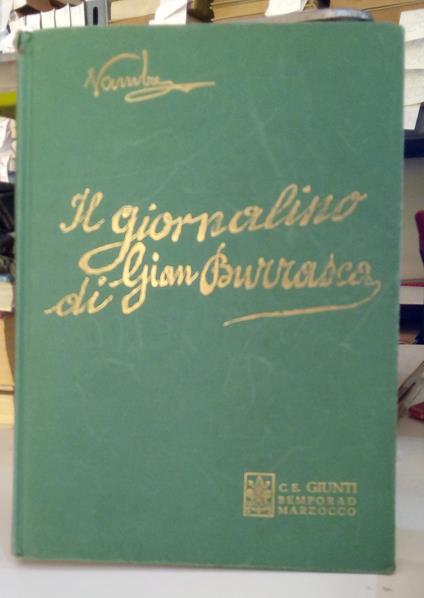 Vamba
Il giornalino
di Gian Burrasca
C.E. GIUNTI
BEMPORAD
MARZOCCO